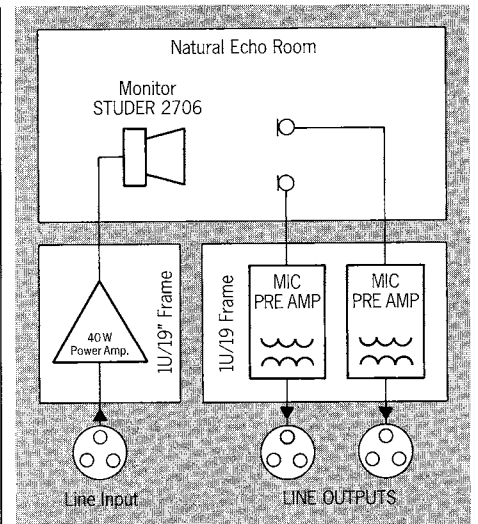 Natural Echo Room
Monitor
STUDER 2706
40W
Power Amp.
1U/19" Frame
1U/19 Frame
MIC
PRE AMP
MIC
PRE AMP
Line Input
LINE OUTPUTS